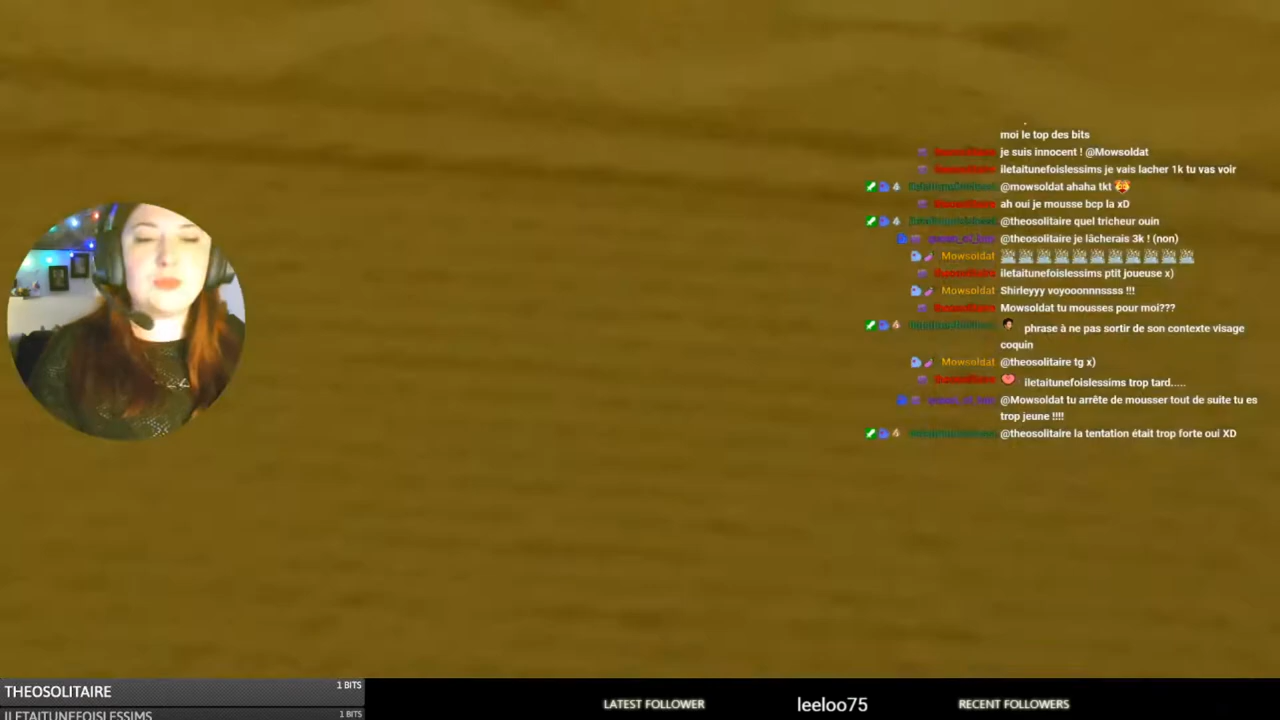 moi le top des bits
je suis innocent ! @Mowsoldat
iletaitunefoislessims je vais lacher 1k tu vas voir
@mowsoldat ahaha tkt
ah oui je mousse bcp la xD
@theosolitaire quel tricheur ouin
@theosolitaire je lâcherais 3k ! (non)
Mowsoldat
iletaitunefoislessims ptit joueuse x)
Mowsoldat Shirleyyy voyooonnnssss !!!
Mowsoldat tu mousses pour moi???
phrase à ne pas sortir de son contexte visage
coquin
Mowsoldat @theosolitaire tg x)
iletaitunefoislessims trop tard.....
@Mowsoldat tu arrête de mousser tout de suite tu es
trop jeune !!!!
@theosolitaire la tentation était trop forte oui XD
THEOSOLITAIRE 1 BITS
ILETAITUNEFOISLESSIMS 1 BITS
LATEST FOLLOWER leeloo75 RECENT FOLLOWERS